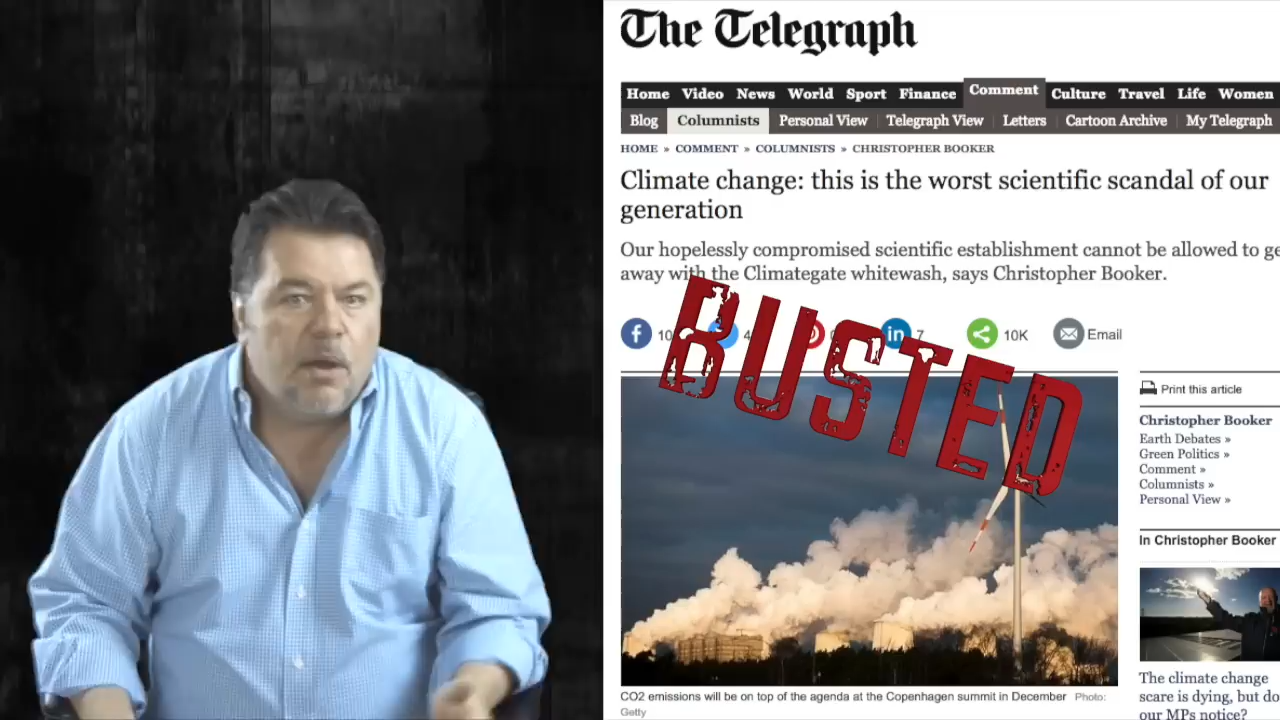 The Telegraph
Home Video News World Sport Finance Comment Culture Travel Life Women
Blog Columnists Personal View Telegraph View Letters Cartoon Archive My Telegraph
HOME » COMMENT » COLUMNISTS » CHRISTOPHER BOOKER
Climate change: this is the worst scientific scandal of our
generation
Our hopelessly compromised scientific establishment cannot be allowed to ge
away with the Climategate whitewash, says Christopher Booker.
BUSTED
f 10 4 in 7 10K Email
Print this article
Christopher Booker
Earth Debates »
Green Politics »
Comment »
Columnists »
Personal View »
In Christopher Booker
CO2 emissions will be on top of the agenda at the Copenhagen summit in December Photo:
Getty
The climate change
scare is dying, but do
our MPs notice?